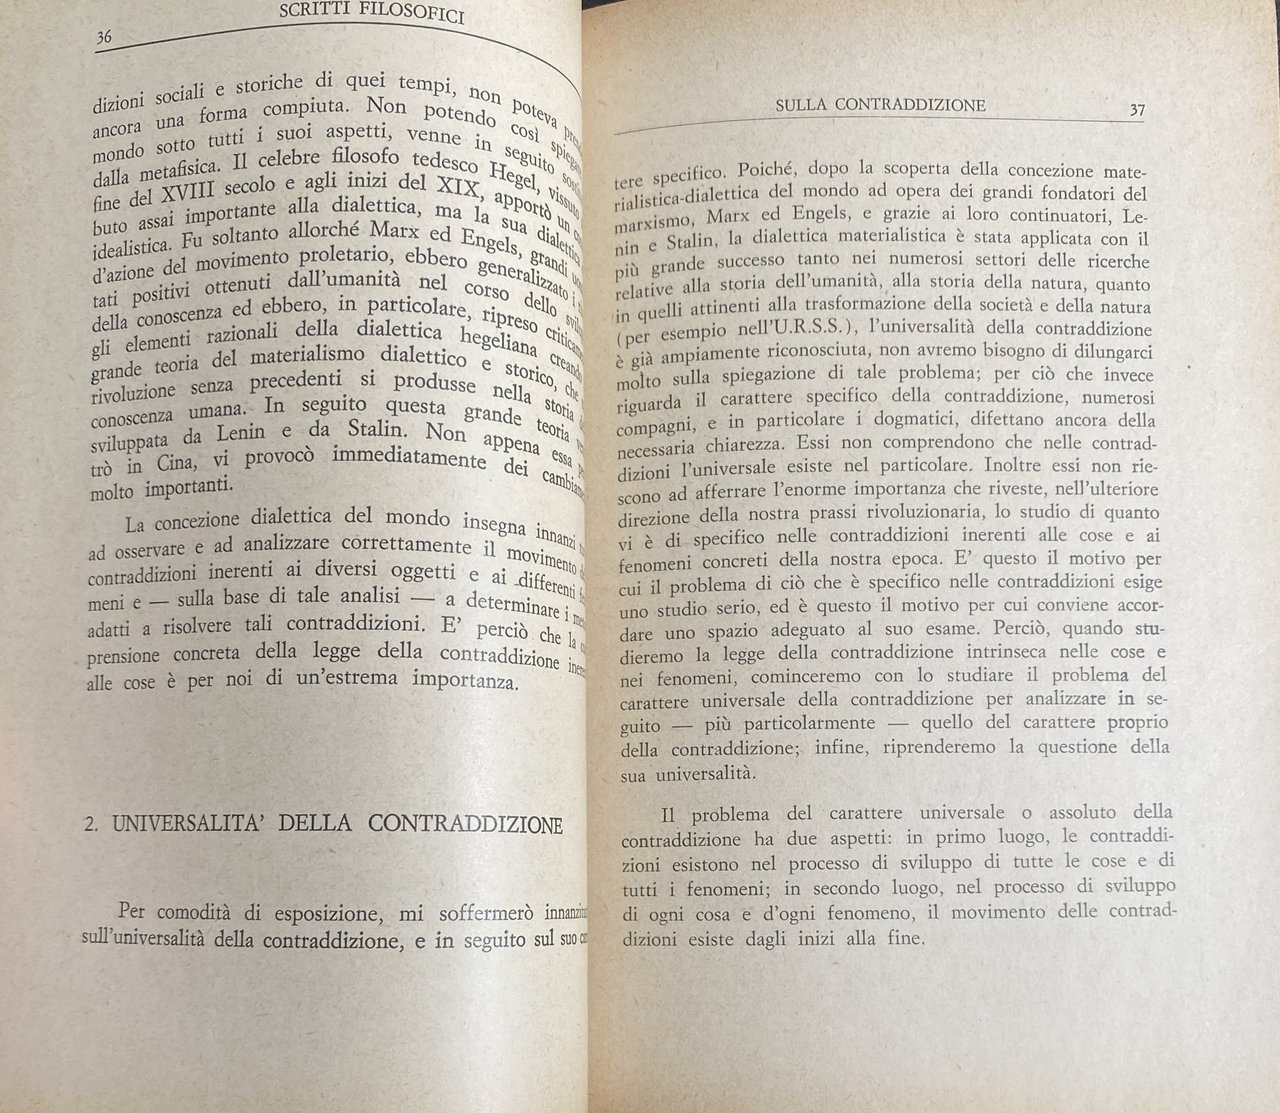 36
SCRITTI FILOSOFICI
dizioni sociali e storiche di quei tempi, non poteva
ancora una forma compiuta. Non potendo così
mondo sotto tutti i suoi aspetti, venne in seguito
dalla metafisica. Il celebre filosofo tedesco Hegel, vissuto
fine del XVIII secolo e agli inizi del XIX, apportò un
buto assai importante alla dialettica, ma la sua dialettica
idealistica. Fu soltanto allorché Marx ed Engels, grandi
d'azione del movimento proletario, ebbero generalizzato i
tati positivi ottenuti dall'umanità nel corso dello
della conoscenza ed ebbero, in particolare, ripreso
gli elementi razionali della dialettica hegeliana creando
grande teoria del materialismo dialettico e storico, che
rivoluzione senza precedenti si produsse nella storia
conoscenza umana. In seguito questa grande teoria
sviluppata da Lenin e da Stalin. Non appena essa
trò in Cina, vi provocò immediatamente dei
molto importanti.
La concezione dialettica del mondo insegna innanzi
ad osservare e ad analizzare correttamente il movimento
contraddizioni inerenti ai diversi oggetti e ai differenti
meni e — sulla base di tale analisi — a determinare i
adatti a risolvere tali contraddizioni. E' perciò che la
prensione concreta della legge della contraddizione
alle cose è per noi di un'estrema importanza.
2. UNIVERSALITA' DELLA CONTRADDIZIONE
Per comodità di esposizione, mi soffermerò
sull'universalità della contraddizione, e in seguito sul suo
SULLA CONTRADDIZIONE
37
tere specifico. Poiché, dopo la scoperta della concezione mate-
rialistica-dialettica del mondo ad opera dei grandi fondatori del
marxismo, Marx ed Engels, e grazie ai loro continuatori, Le-
nin e Stalin, la dialettica materialistica è stata applicata con il
più grande successo tanto nei numerosi settori delle ricerche
relative alla storia dell'umanità, alla storia della natura, quanto
in quelli attinenti alla trasformazione della società e della natura
(per esempio nell'U.R.S.S.), l'universalità della contraddizione
è già ampiamente riconosciuta, non avremo bisogno di dilungarci
molto sulla spiegazione di tale problema; per ciò che invece
riguarda il carattere specifico della contraddizione, numerosi
compagni, e in particolare i dogmatici, difettano ancora della
necessaria chiarezza. Essi non comprendono che nelle contrad-
dizioni l'universale esiste nel particolare. Inoltre essi non rie-
scono ad afferrare l'enorme importanza che riveste, nell'ulteriore
direzione della nostra prassi rivoluzionaria, lo studio di quanto
vi è di specifico nelle contraddizioni inerenti alle cose e ai
fenomeni concreti della nostra epoca. E' questo il motivo per
cui il problema di ciò che è specifico nelle contraddizioni esige
uno studio serio, ed è questo il motivo per cui conviene accor-
dare uno spazio adeguato al suo esame. Perciò, quando stu-
dieremo la legge della contraddizione intrinseca nelle cose e
nei fenomeni, cominceremo con lo studiare il problema del
carattere universale della contraddizione per analizzare in se-
guito — più particolarmente — quello del carattere proprio
della contraddizione; infine, riprenderemo la questione della
sua universalità.
Il problema del carattere universale o assoluto della
contraddizione ha due aspetti: in primo luogo, le contraddi-
zioni esistono nel processo di sviluppo di tutte le cose e di
tutti i fenomeni; in secondo luogo, nel processo di sviluppo
di ogni cosa e d'ogni fenomeno, il movimento delle contrad-
dizioni esiste dagli inizi alla fine.